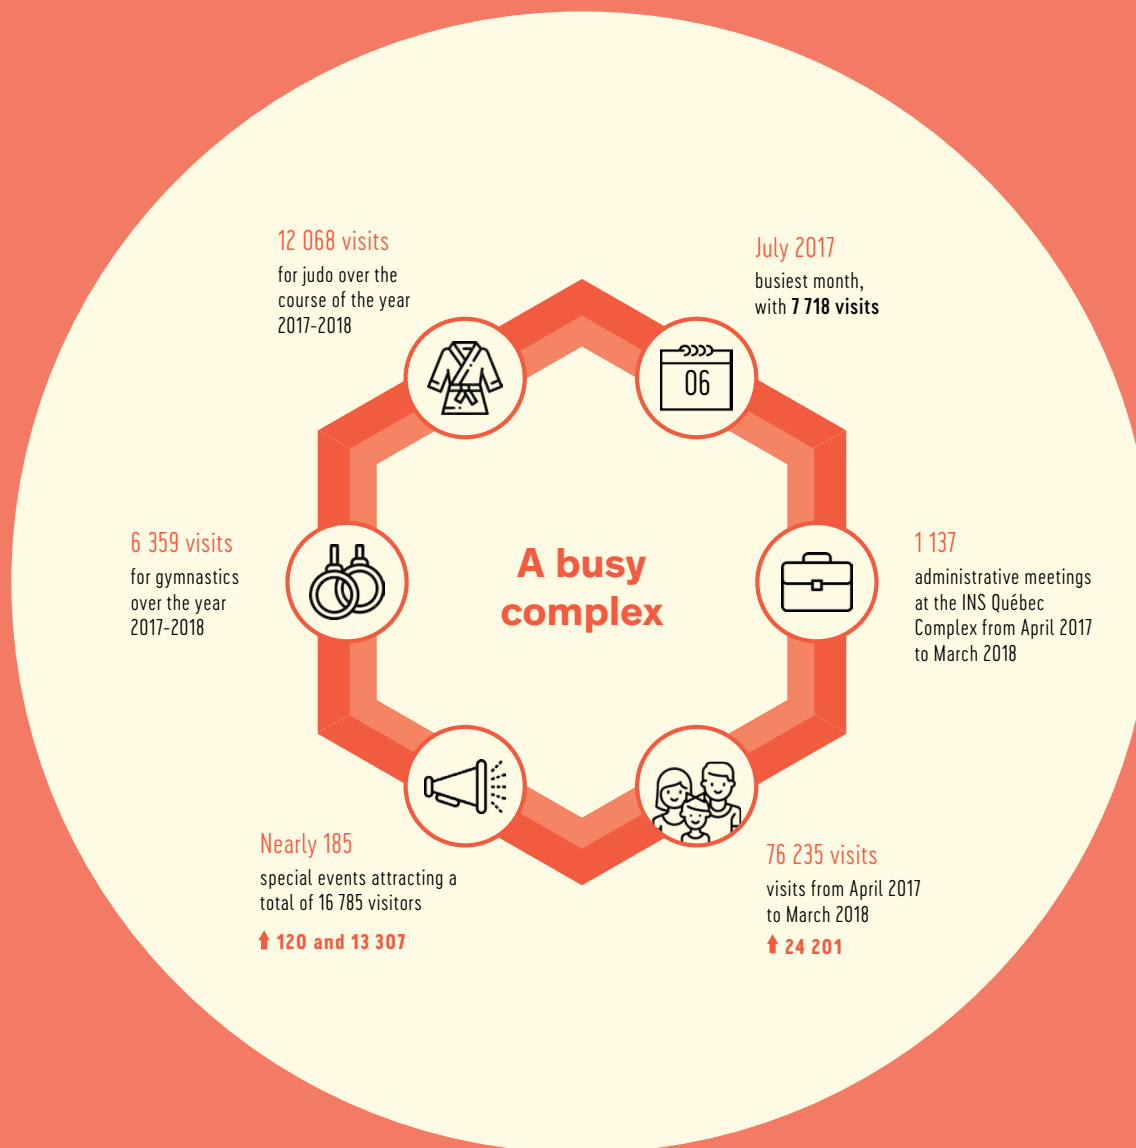 12 068 visits
for judo over the
course of the year
2017-2018
July 2017
busiest month,
with 7 718 visits
06
6 359 visits
for gymnastics
over the year
2017-2018
A busy
complex
1 137
administrative meetings
at the INS Québec
Complex from April 2017
to March 2018
Nearly 185
special events attracting a
total of 16 785 visitors
120 and 13 307
76 235 visits
visits from April 2017
to March 2018
24 201